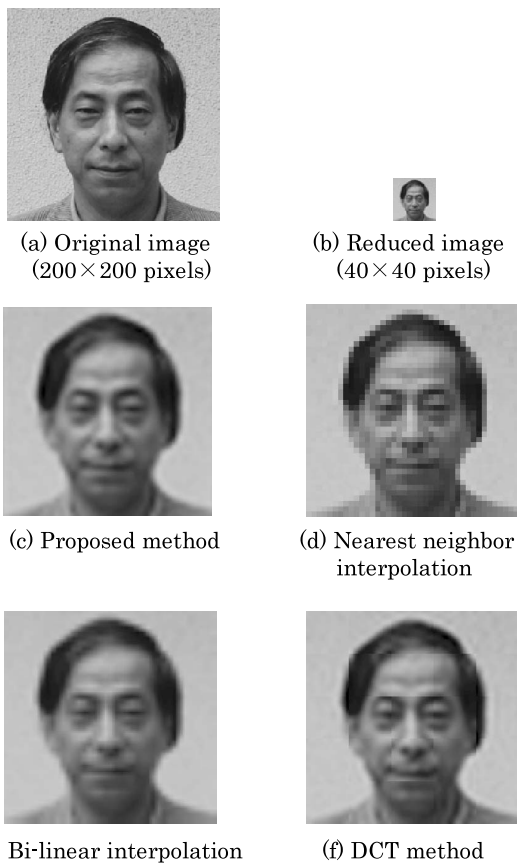 (a) Original image
(200×200 pixels)
(b) Reduced image
(40×40 pixels)
(c) Proposed method
(d) Nearest neighbor
interpolation
Bi-linear interpolation
(f) DCT method